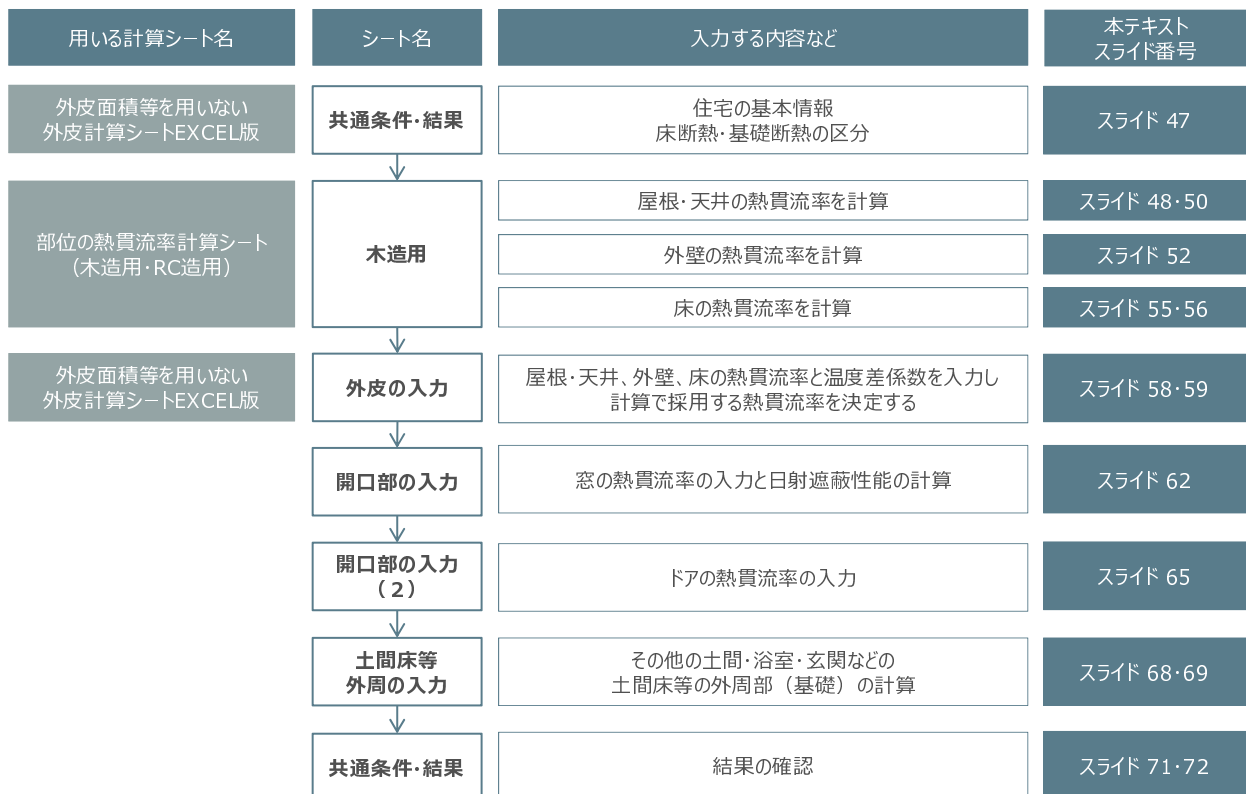 用いる計算シート名
シート名
入力する内容など
本テキスト
スライド番号
外皮面積等を用いない
外皮計算シートEXCEL版
共通条件・結果
住宅の基本情報
床断熱・基礎断熱の区分
スライド 47
部位の熱貫流率計算シート
（木造用・RC造用）
木造用
屋根・天井の熱貫流率を計算
スライド 48・50
外壁の熱貫流率を計算
スライド 52
床の熱貫流率を計算
スライド 55・56
外皮面積等を用いない
外皮計算シートEXCEL版
外皮の入力
屋根・天井、外壁、床の熱貫流率と温度差係数を入力し
計算で採用する熱貫流率を決定する
スライド 58・59
開口部の入力
窓の熱貫流率の入力と日射遮蔽性能の計算
スライド 62
開口部の入力
（２）
ドアの熱貫流率の入力
スライド 65
土間床等
外周の入力
その他の土間・浴室・玄関などの
土間床等の外周部（基礎）の計算
スライド 68・69
共通条件・結果
結果の確認
スライド 71・72